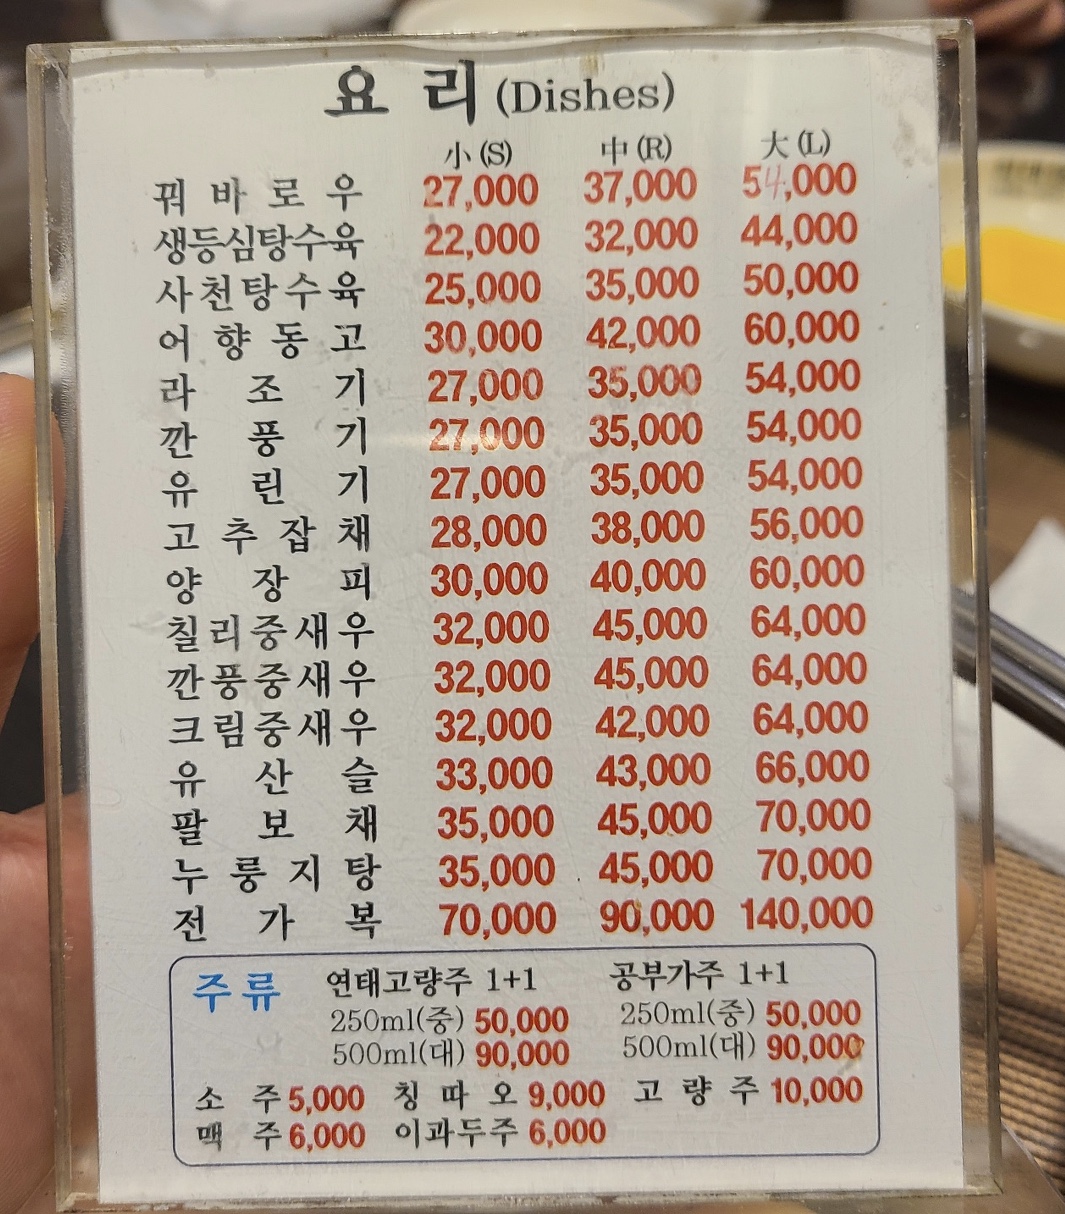 요 리 (Dishes)
小 (S) 中 (R) 大 (L)
꿔 바 로 우 27,000 37,000 54,000
생등심탕수육 22,000 32,000 44,000
사천탕수육 25,000 35,000 50,000
어 향 동 고 30,000 42,000 60,000
라 조 기 27,000 35,000 54,000
깐 풍 기 27,000 35,000 54,000
유 린 기 27,000 35,000 54,000
고 추 잡 채 28,000 38,000 56,000
양 장 피 30,000 40,000 60,000
칠리중새우 32,000 45,000 64,000
깐풍중새우 32,000 45,000 64,000
크림중새우 32,000 42,000 64,000
유 산 슬 33,000 43,000 66,000
팔 보 채 35,000 45,000 70,000
누 룽 지 탕 35,000 45,000 70,000
전 가 복 70,000 90,000 140,000
주류 연태고량주 1+1 공부가주 1+1
250ml(중) 50,000 250ml(중) 50,000
500ml(대) 90,000 500ml(대) 90,000
소 주 5,000 칭 따 오 9,000 고 량 주 10,000
맥 주 6,000 이과두주 6,000